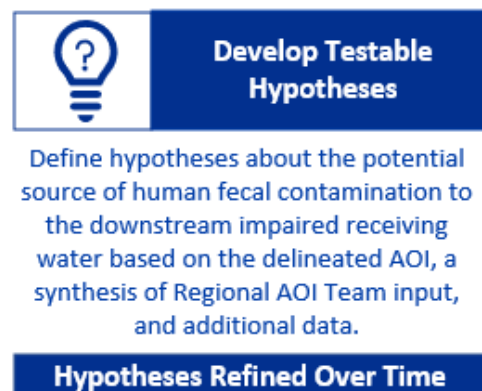 ?
Develop Testable
Hypotheses
Define hypotheses about the potential
source of human fecal contamination to
the downstream impaired receiving
water based on the delineated AOI, a
synthesis of Regional AOI Team input,
and additional data.
Hypotheses Refined Over Time